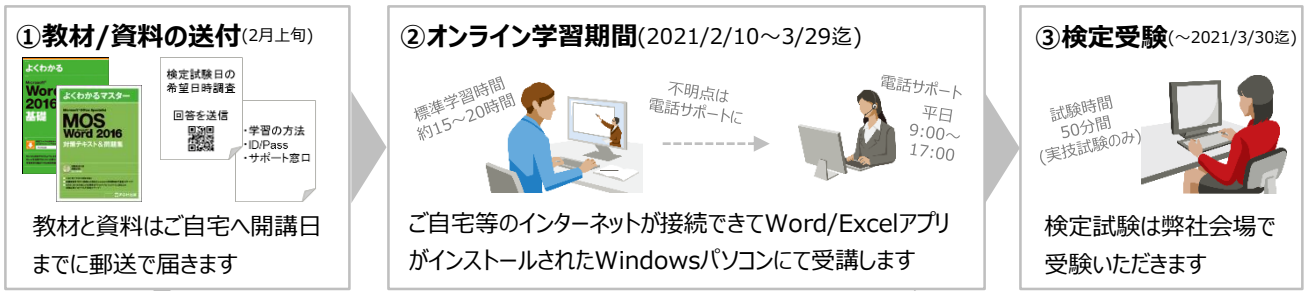 ①教材/資料の送付(2月上旬)
よくわかる
Word
2016
基礎
よくわかるマスター
Microsoft Office Specialist
MOS
Word 2016
対策テキスト&問題集
検定試験日の
希望日時調査
回答を送信
・学習の方法
・ID/Pass
・サポート窓口
教材と資料はご自宅へ開講日
までに郵送で届きます
②オンライン学習期間(2021/2/10~3/29迄)
標準学習時間
約15~20時間
不明点は
電話サポートに
電話サポート
平日
9:00~
17:00
ご自宅等のインターネットが接続できてWord/Excelアプリ
がインストールされたWindowsパソコンにて受講します
③検定受験(~2021/3/30迄)
試験時間
50分間
(実技試験のみ)
検定試験は弊社会場で
受験いただきます